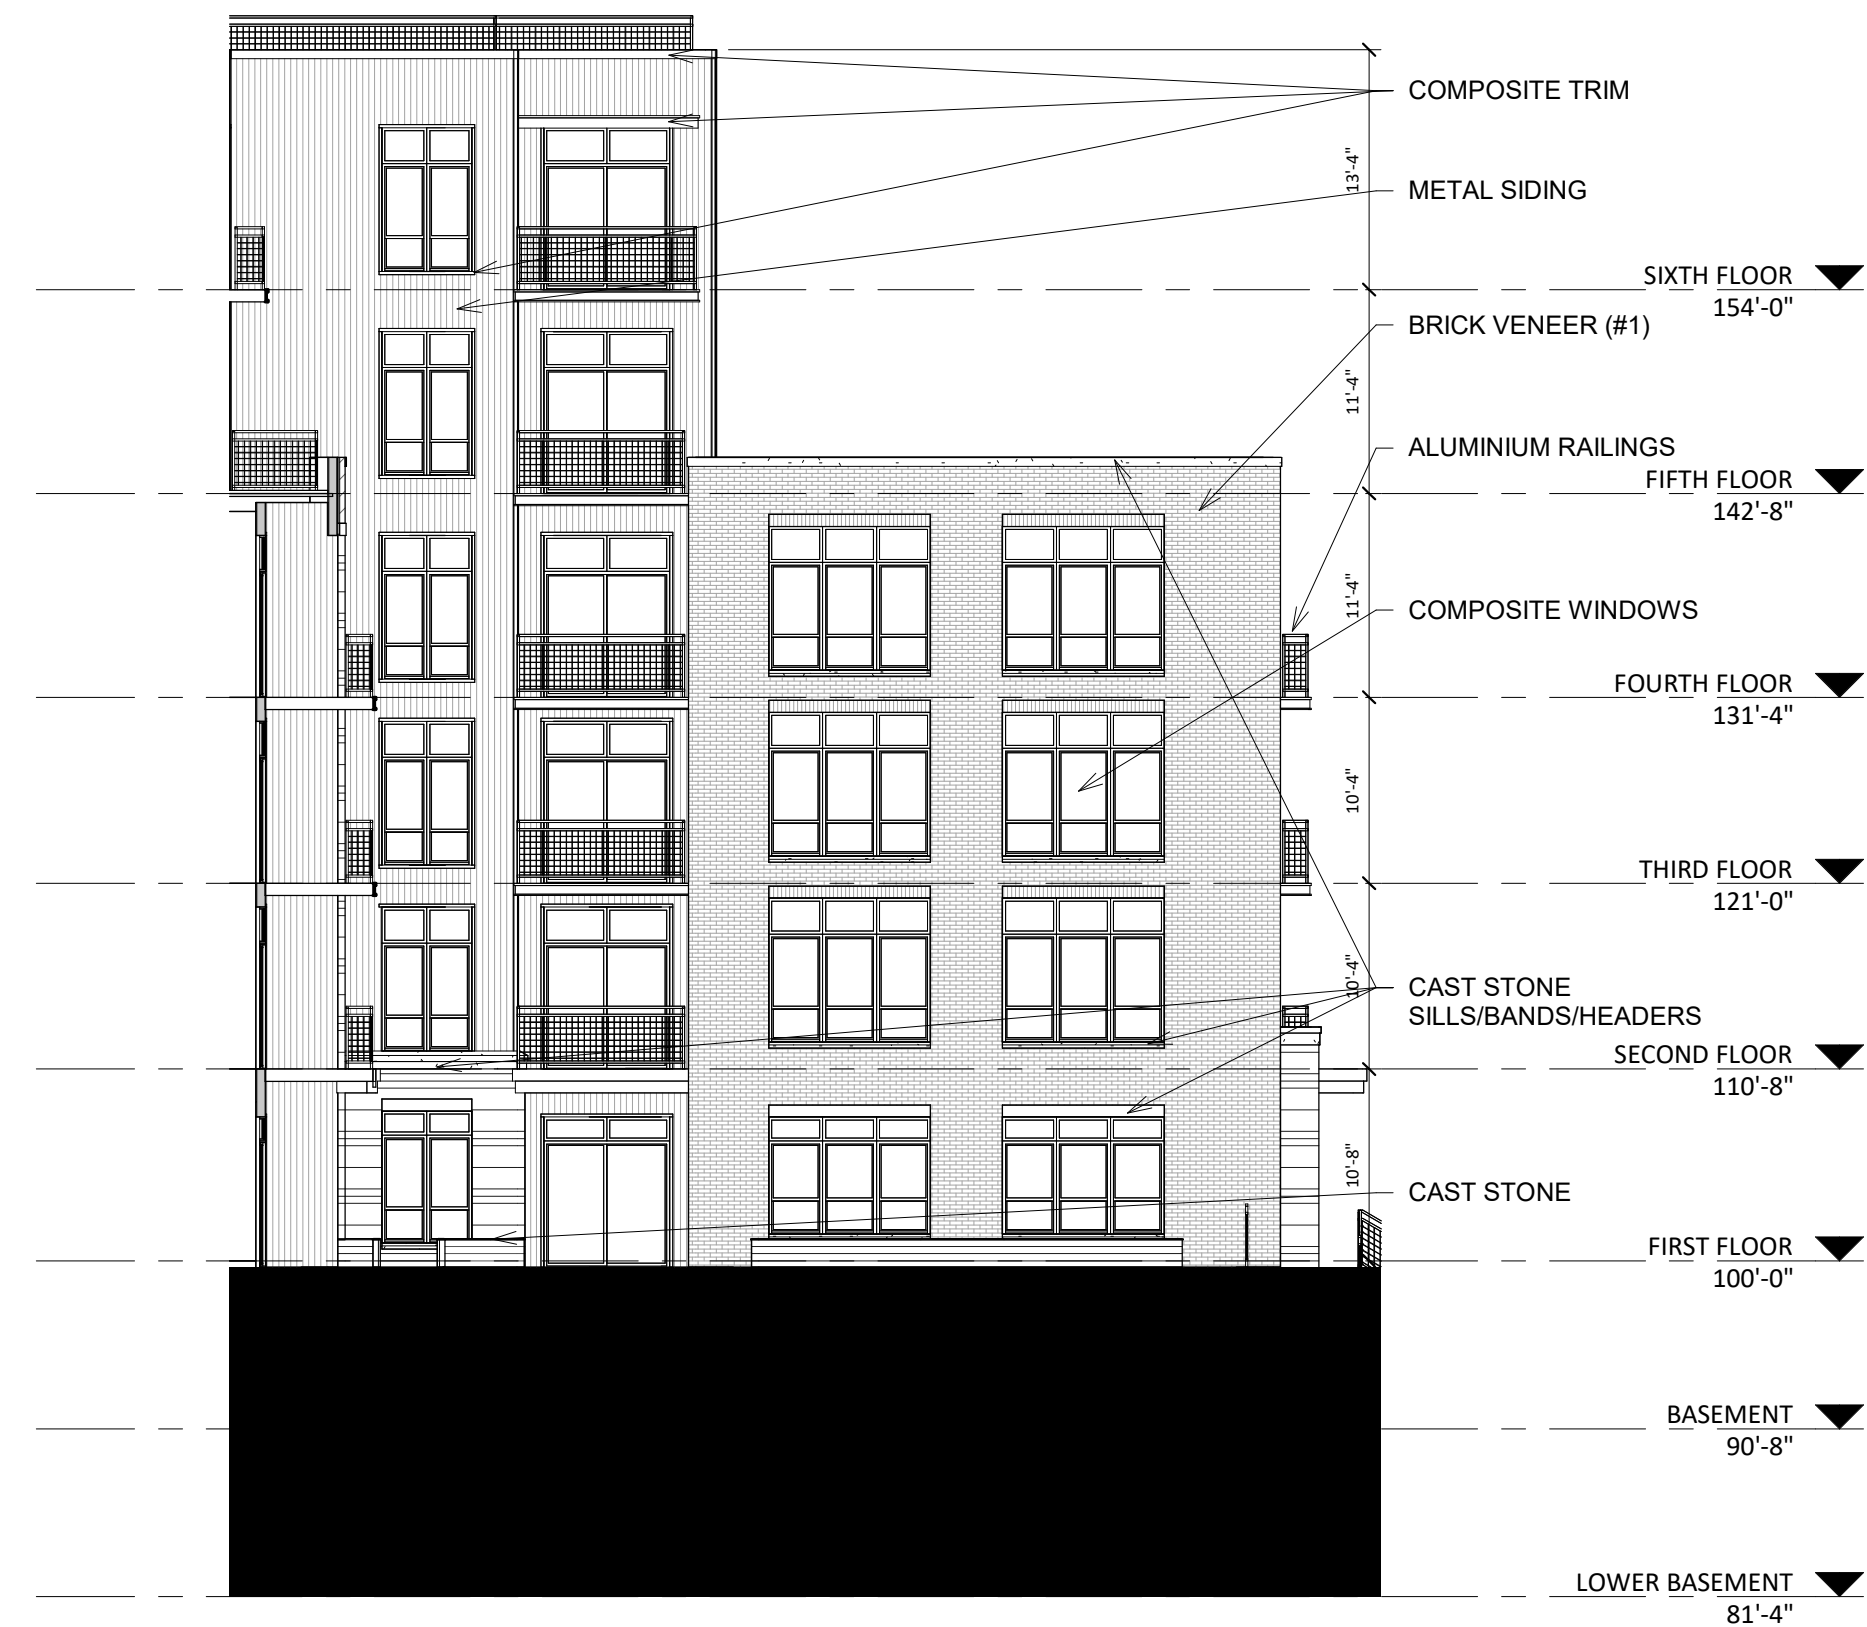 COMPOSITE TRIM
13'-4"
METAL SIDING
SIXTH FLOOR
154'-0"
BRICK VENEER (#1)
11'-4"
ALUMINIUM RAILINGS
FIFTH FLOOR
142'-8"
11'-4"
COMPOSITE WINDOWS
FOURTH FLOOR
131'-4"
10'-4"
THIRD FLOOR
121'-0"
10'-4"
CAST STONE
SILLS/BANDS/HEADERS
SECOND FLOOR
110'-8"
10'-8"
CAST STONE
FIRST FLOOR
100'-0"
BASEMENT
90'-8"
LOWER BASEMENT
81'-4"